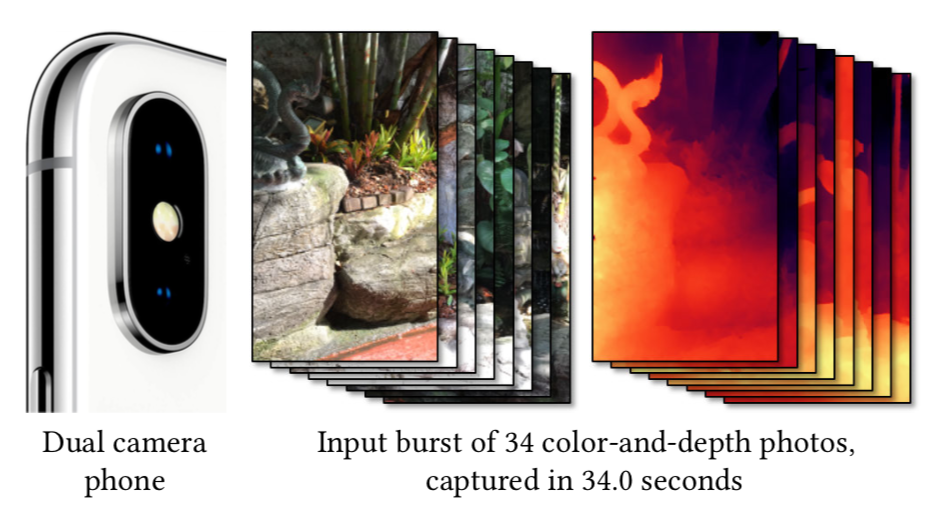 Dual camera
phone
Input burst of 34 color-and-depth photos,
captured in 34.0 seconds